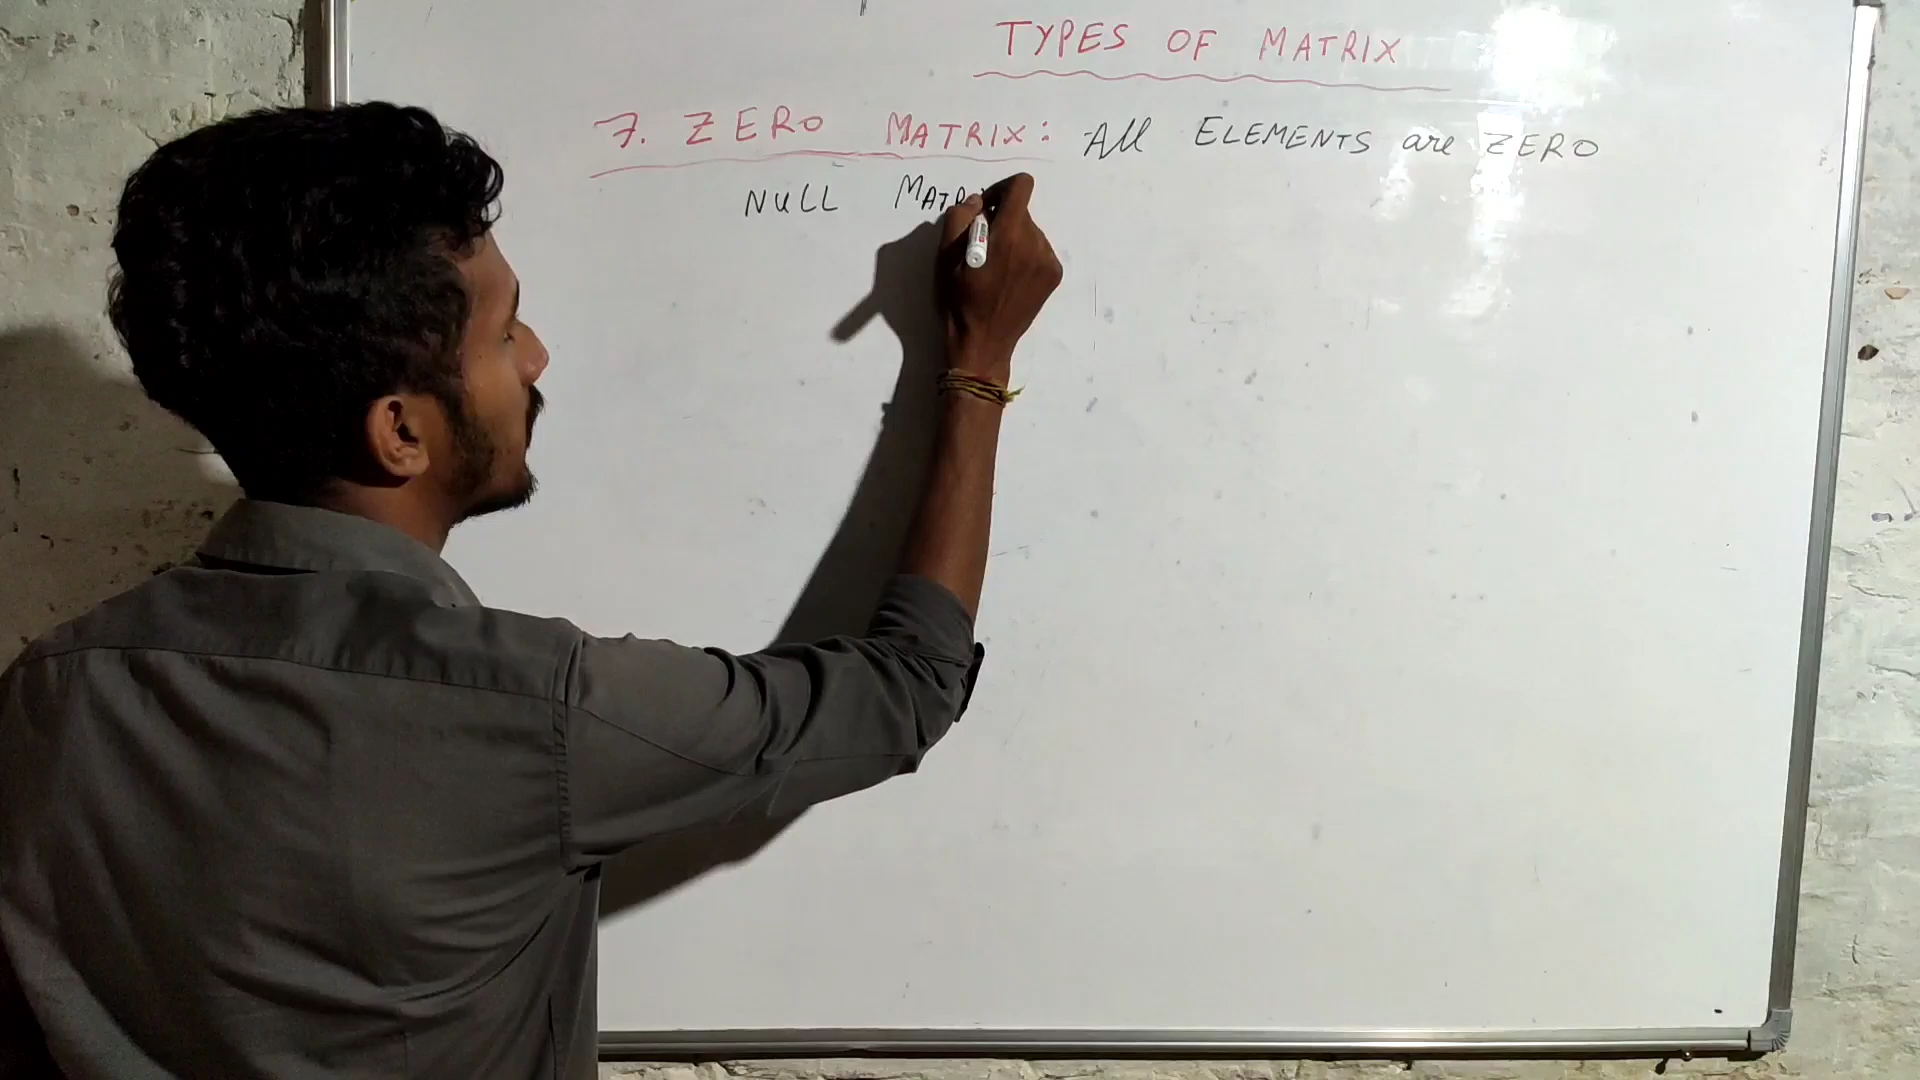 TYPES OF MATRIX
7. ZERO MATRIX: All ELEMENTS are ZERO
NULL